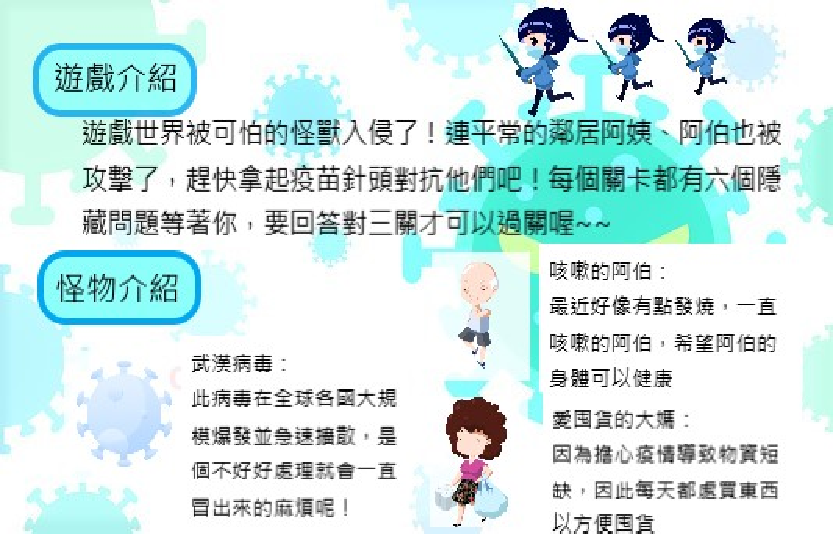 遊戲介紹
遊戲世界被可怕的怪獸入侵了！連平常的鄰居阿姨、阿伯也被
攻擊了，趕快拿起疫苗針頭對抗他們吧！每個關卡都有六個隱
藏問題等著你，要回答對三關才可以過關喔~~
怪物介紹
武漢病毒：
此病毒在全球各國大規
模爆發並急速擴散，是
個不好好處理就會一直
冒出來的麻煩呢！
咳嗽的阿伯：
最近好像有點發燒，一直
咳嗽的阿伯，希望阿伯的
身體可以健康
愛囤貨的大媽：
因為擔心疫情導致物資短
缺，因此每天都處買東西
以方便囤貨